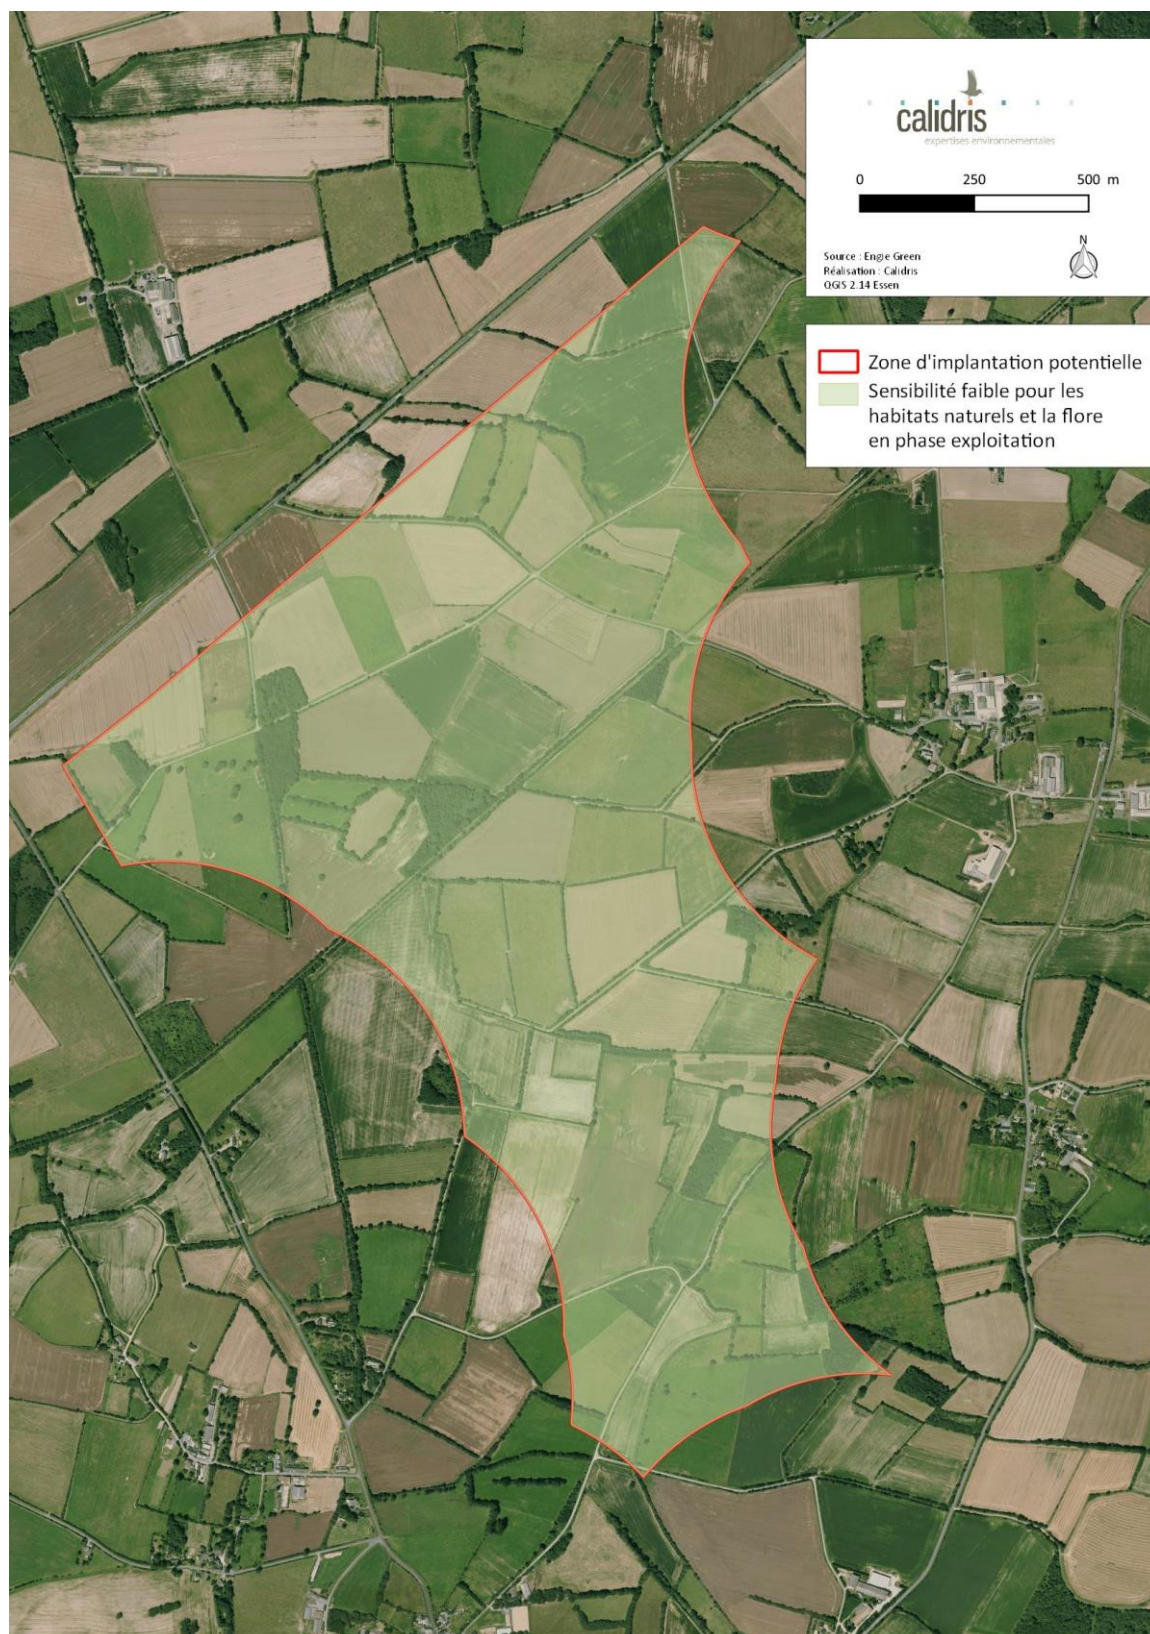 calidris
expertises environnementales
0 250 500 m
N
Source : Engie Green
Réalisation : Calidris
QGIS 2.14 Essen
Zone d'implantation potentielle
Sensibilité faible pour les
habitats naturels et la flore
en phase exploitation